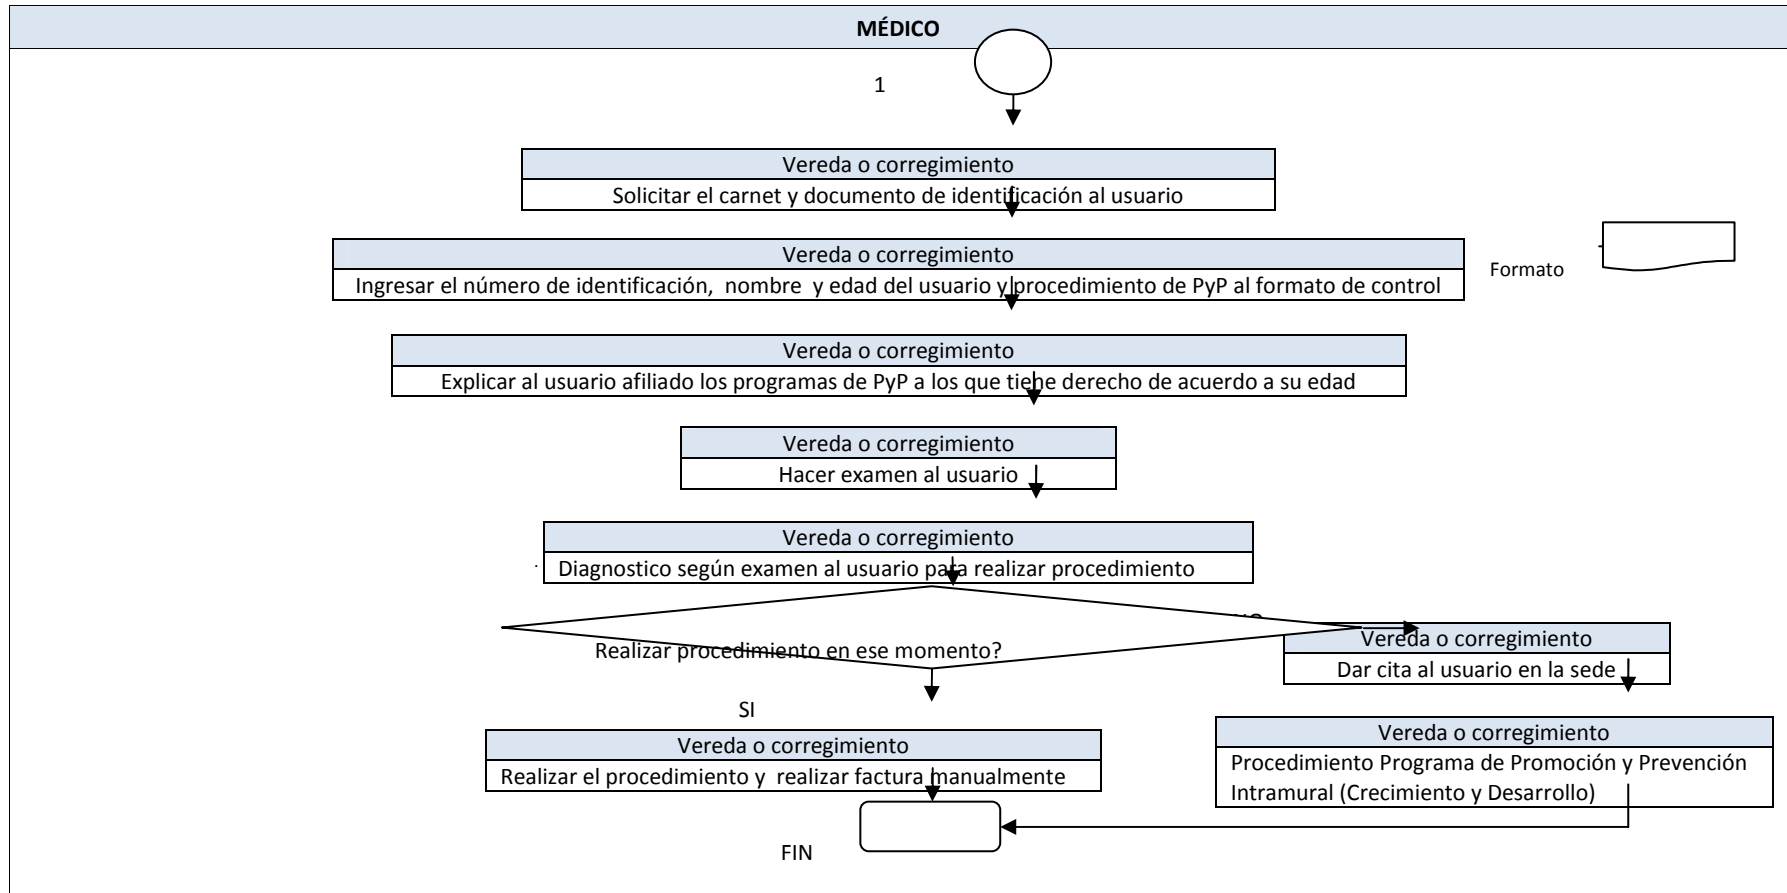 MÉDICO
1
Vereda o corregimiento
Solicitar el carnet y documento de identificación al usuario
Vereda o corregimiento
Ingresar el número de identificación, nombre y edad del usuario y procedimiento de PyP al formato de control
Formato
Vereda o corregimiento
Explicar al usuario afiliado los programas de PyP a los que tiene derecho de acuerdo a su edad
Vereda o corregimiento
Hacer examen al usuario
Vereda o corregimiento
Diagnostico según examen al usuario para realizar procedimiento
Realizar procedimiento en ese momento?
Vereda o corregimiento
Dar cita al usuario en la sede
SI
Vereda o corregimiento
Realizar el procedimiento y realizar factura manualmente
Vereda o corregimiento
Procedimiento Programa de Promoción y Prevención
Intramural (Crecimiento y Desarrollo)
FIN